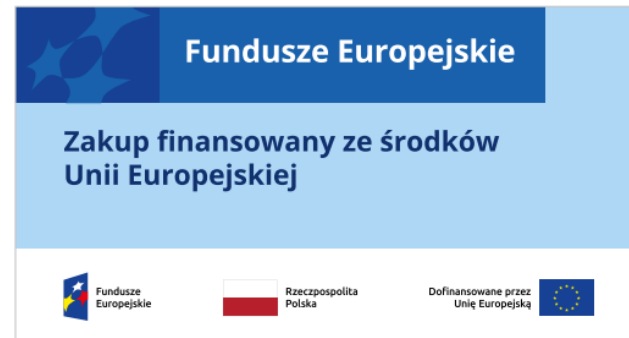 Fundusze Europejskie
Zakup finansowany ze środków
Unii Europejskiej
Fundusze
Europejskie
Rzeczpospolita
Polska
Dofinansowane przez
Unię Europejską